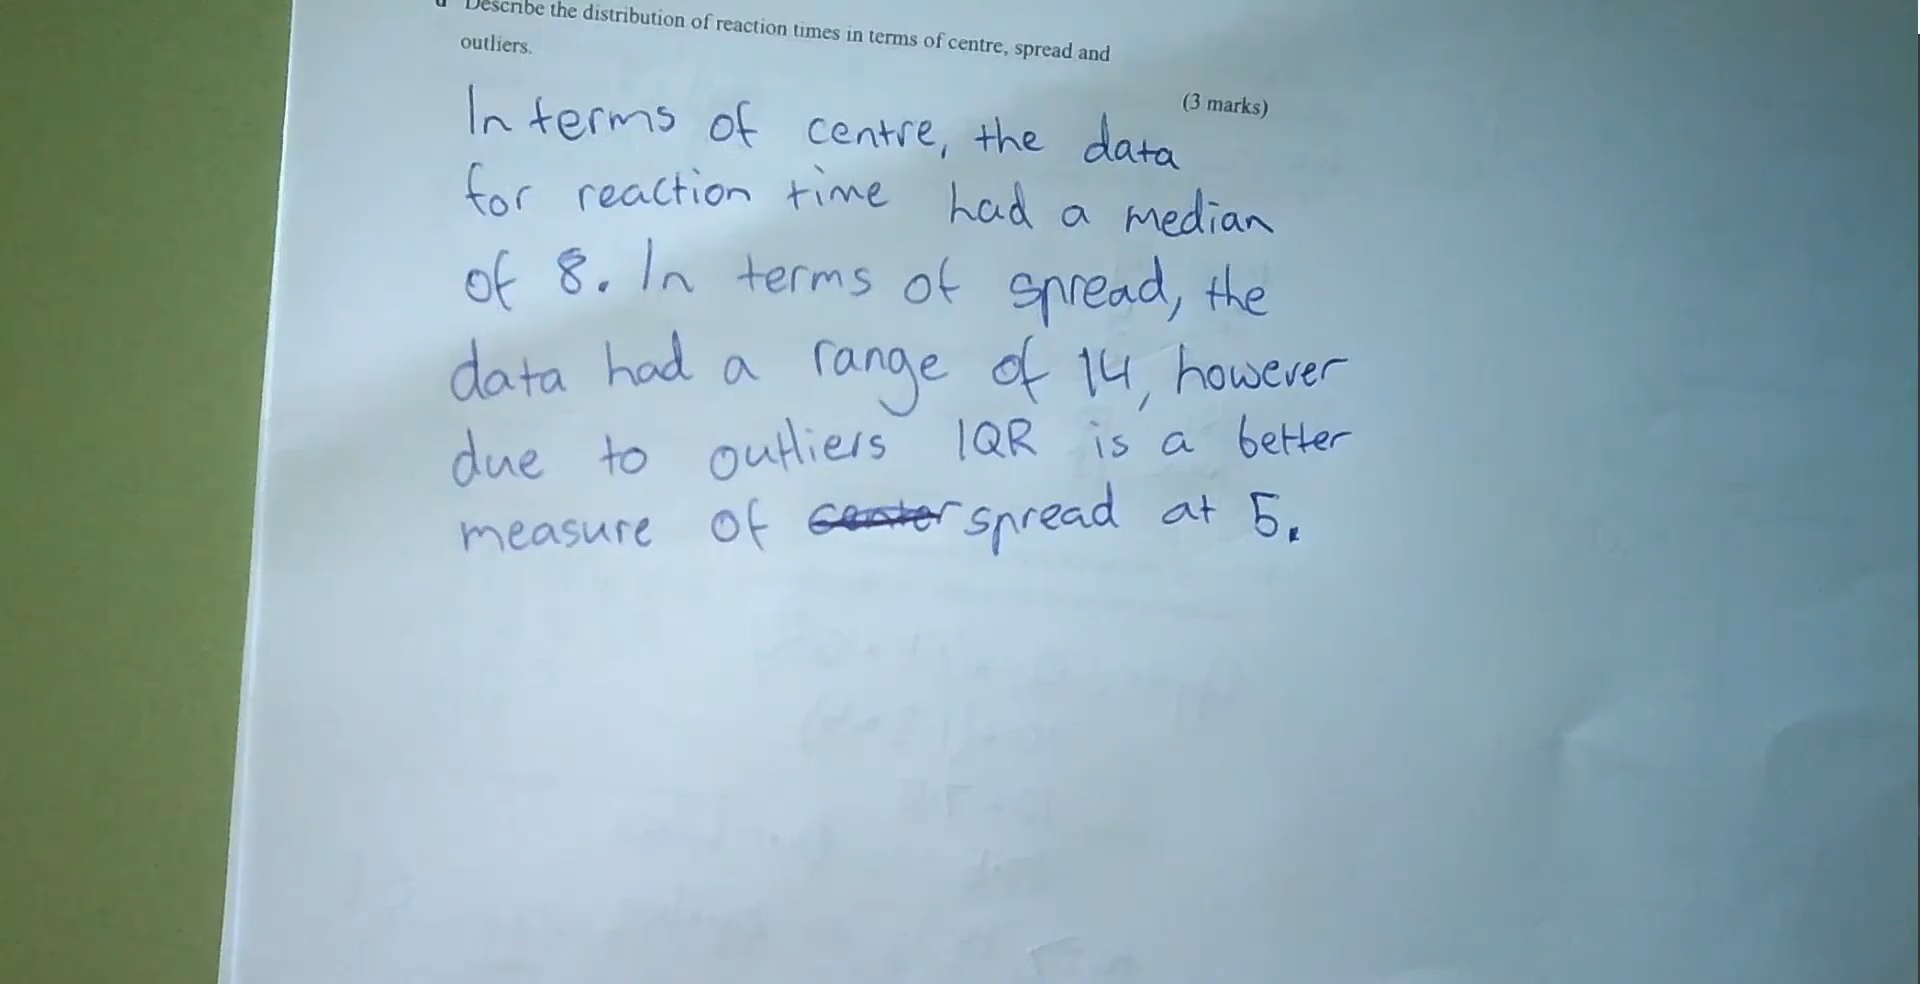 d Describe the distribution of reaction times in terms of centre, spread and
outliers.
(3 marks)
In terms of centre, the data
for reaction time had a median
of 8. In terms of spread, the
data had a range of 14, however
due to outliers IQR is a better
measure of center spread at 5.